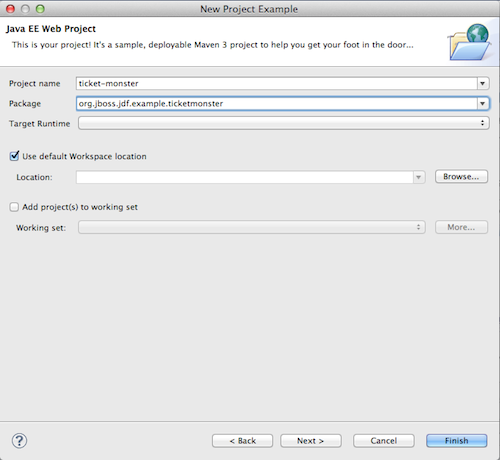 New Project Example
Java EE Web Project
This is your project! It's a sample, deployable Maven 3 project to help you get your foot in the door...
Project name ticket-monster
Package org.jboss.jdf.example.ticketmonster
Target Runtime
Use default Workspace location
Location: Browse...
Add project(s) to working set
Working set: More...
? < Back Next > Cancel Finish